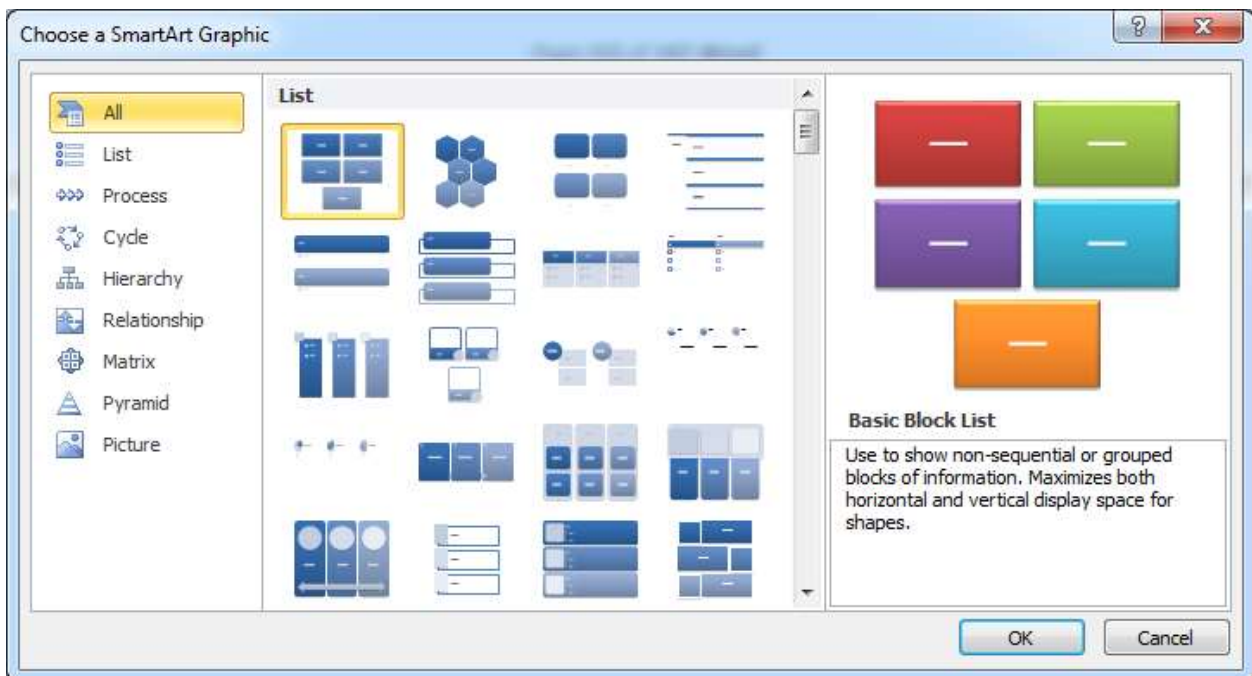 Choose a SmartArt Graphic
All
List
Process
Cycle
Hierarchy
Relationship
Matrix
Pyramid
Picture
List
Basic Block List
Use to show non-sequential or grouped
blocks of information. Maximizes both
horizontal and vertical display space for
shapes.
OK
Cancel